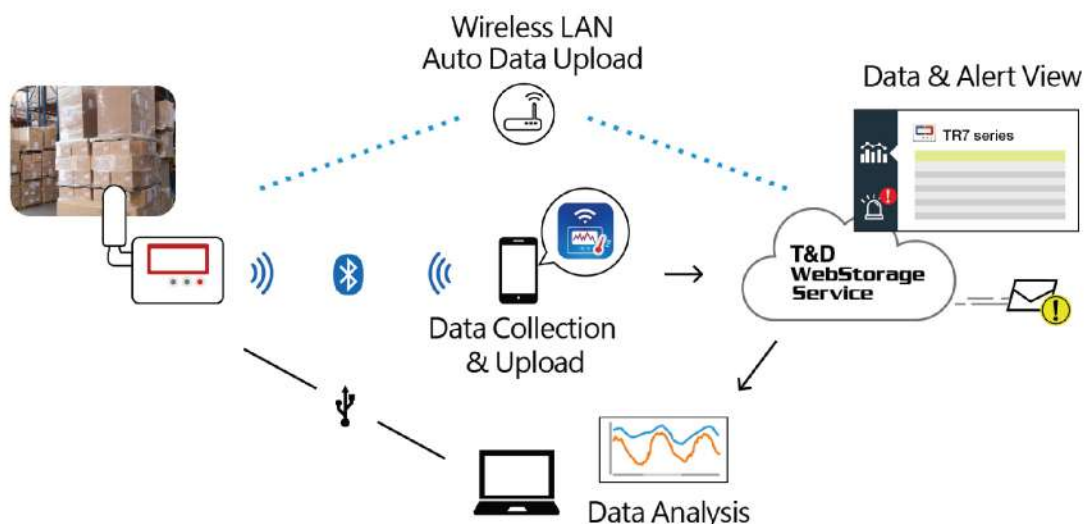 Wireless LAN
Auto Data Upload
Data & Alert View
TR7 series
T&D
WebStorage
Service
Data Collection
& Upload
Data Analysis